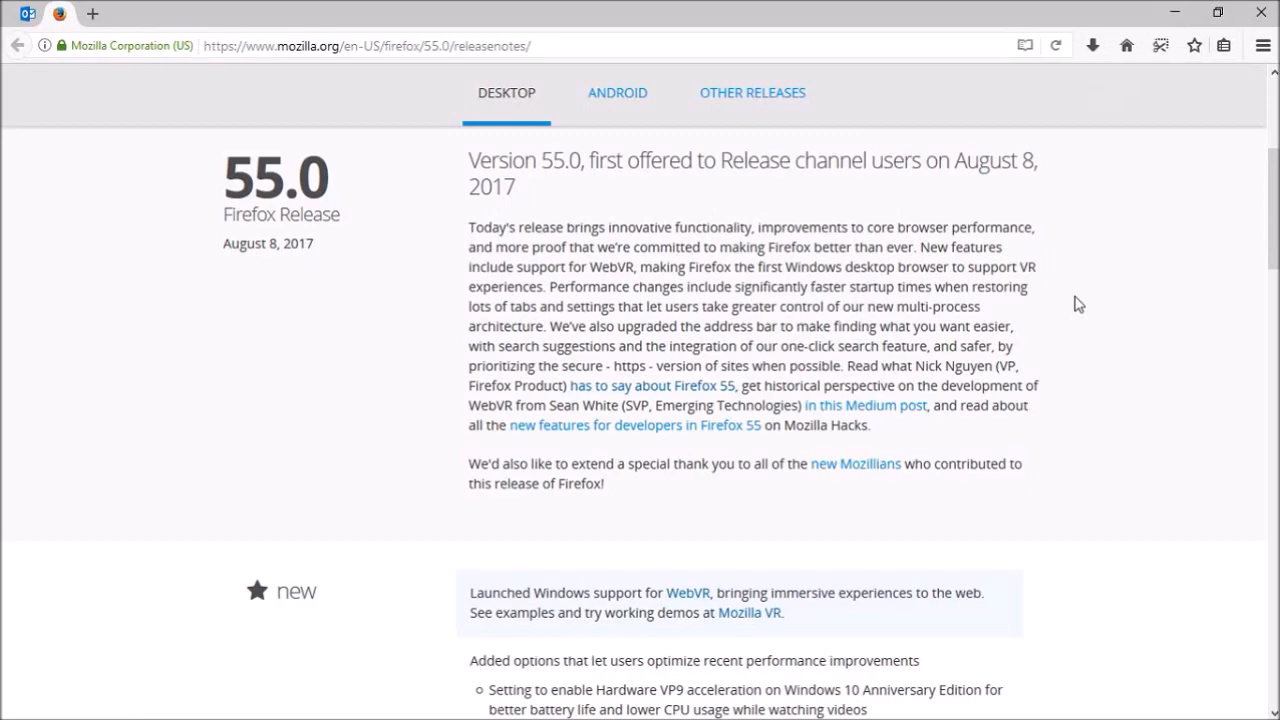 Mozilla Corporation (US) https://www.mozilla.org/en-US/firefox/55.0/releasenotes/
DESKTOP ANDROID OTHER RELEASES
55.0
Firefox Release
August 8, 2017
Version 55.0, first offered to Release channel users on August 8,
2017
Today's release brings innovative functionality, improvements to core browser performance,
and more proof that we're committed to making Firefox better than ever. New features
include support for WebVR, making Firefox the first Windows desktop browser to support VR
experiences. Performance changes include significantly faster startup times when restoring
lots of tabs and settings that let users take greater control of our new multi-process
architecture. We've also upgraded the address bar to make finding what you want easier,
with search suggestions and the integration of our one-click search feature, and safer, by
prioritizing the secure - https - version of sites when possible. Read what Nick Nguyen (VP,
Firefox Product) has to say about Firefox 55, get historical perspective on the development of
WebVR from Sean White (SVP, Emerging Technologies) in this Medium post, and read about
all the new features for developers in Firefox 55 on Mozilla Hacks.
We'd also like to extend a special thank you to all of the new Mozillians who contributed to
this release of Firefox!
new
Launched Windows support for WebVR, bringing immersive experiences to the web.
See examples and try working demos at Mozilla VR.
Added options that let users optimize recent performance improvements
Setting to enable Hardware VP9 acceleration on Windows 10 Anniversary Edition for
better battery life and lower CPU usage while watching videos